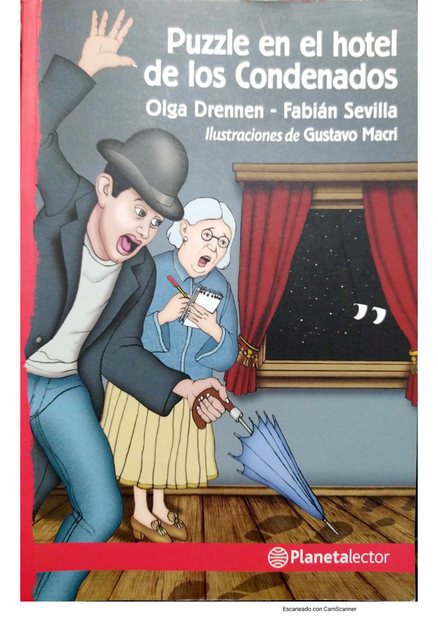 Puzzle en el hotel
de los Condenados
Olga Drennen - Fabián Sevilla
Ilustraciones de Gustavo Macri
Planetalector
Escaneado con CamScanner